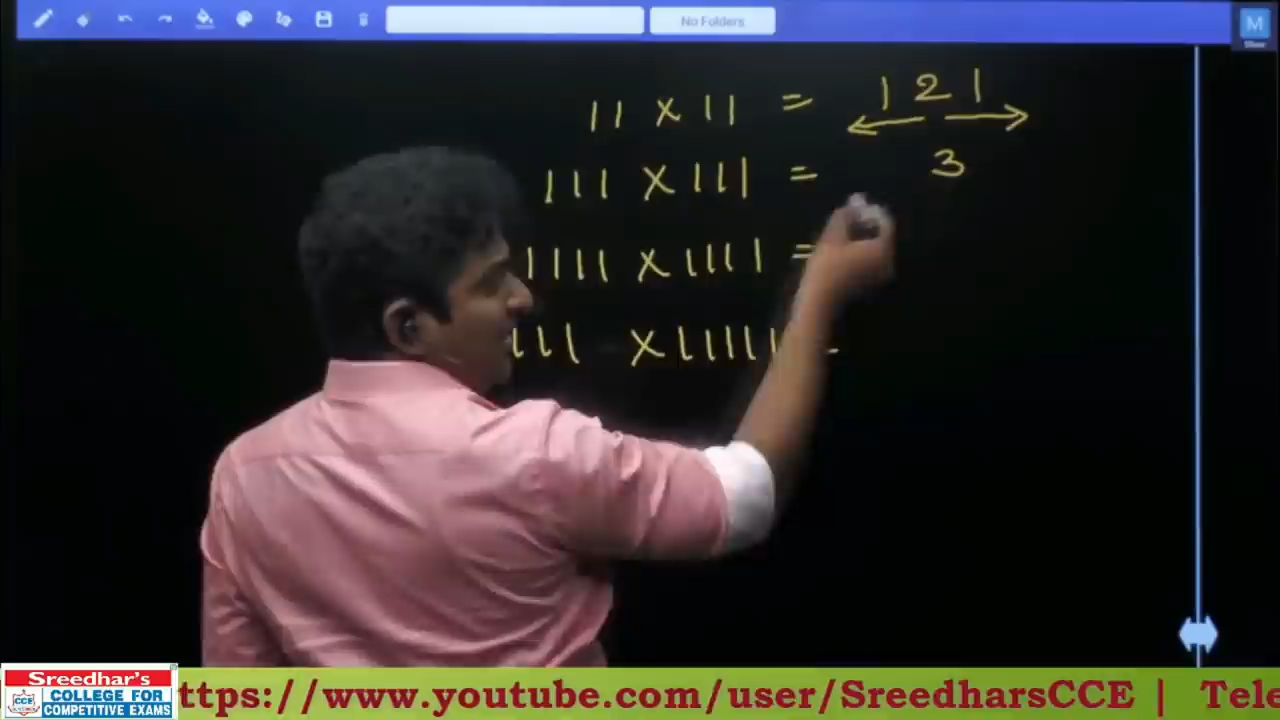 No Folders
M
11 x 11 = 121
111 x 111 = 3
1111 x 1111 =
111 x 11111
Sreedhar's
CCE
COLLEGE FOR
COMPETITIVE EXAMS
ttps://www.youtube.com/user/SreedharsCCE | Tele